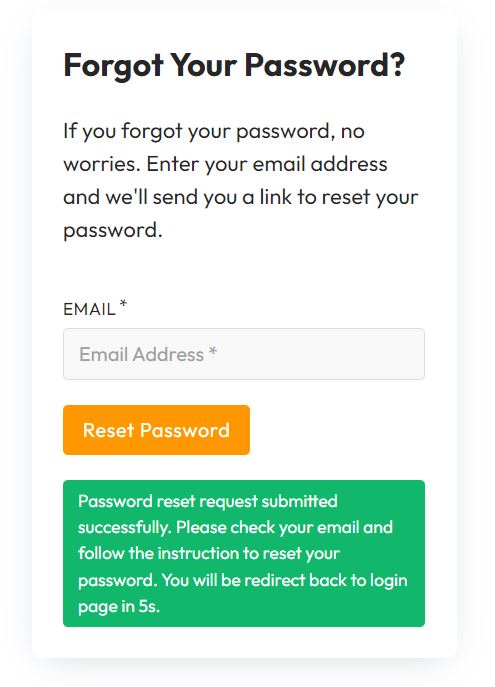 Forgot Your Password?
If you forgot your password, no
worries. Enter your email address
and we'll send you a link to reset your
password.
EMAIL *
Email Address *
Reset Password
Password reset request submitted
successfully. Please check your email and
follow the instruction to reset your
password. You will be redirect back to login
page in 5s.